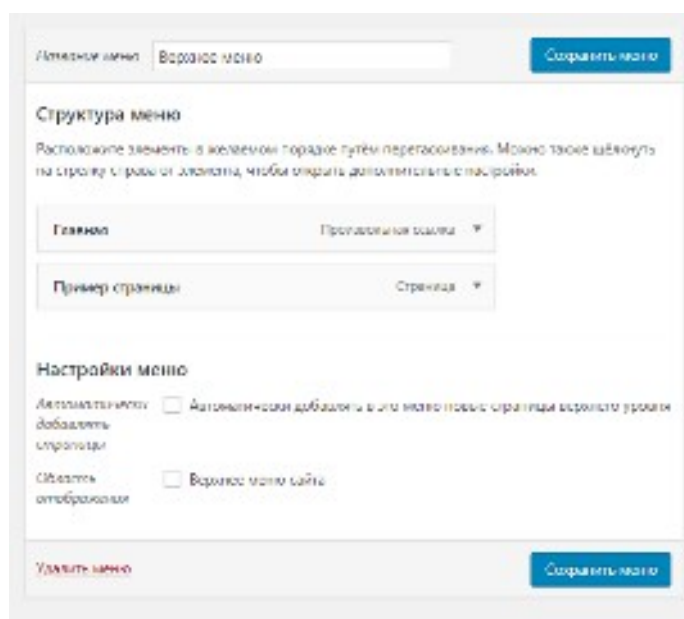 Название меню Верхнее меню Сохранить меню
Структура меню
Расположите элементы в желаемом порядке путём перетаскивания. Можно также щёлкнуть
на стрелку справа от элемента, чтобы открыть дополнительные настройки.
Главная Произвольная ссылка ▼
Пример страницы Страница ▼
Настройки меню
Автоматически добавлять страницы
Автоматически добавлять в это меню новые страницы верхнего уровня
Область отображения
Верхнее меню сайта
Удалить меню Сохранить меню